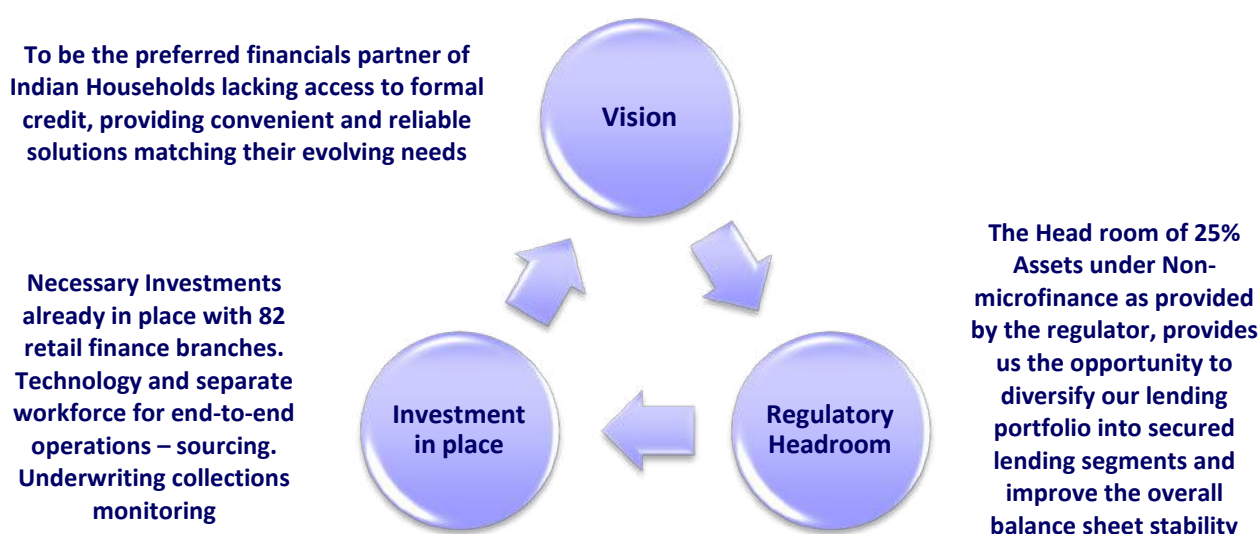 To be the preferred financials partner of
Indian Households lacking access to formal
credit, providing convenient and reliable
solutions matching their evolving needs
Vision
The Head room of 25%
Assets under Non-
microfinance as provided
by the regulator, provides
us the opportunity to
diversify our lending
portfolio into secured
lending segments and
improve the overall
balance sheet stability
Regulatory
Headroom
Investment
in place
Necessary Investments
already in place with 82
retail finance branches.
Technology and separate
workforce for end-to-end
operations – sourcing.
Underwriting collections
monitoring